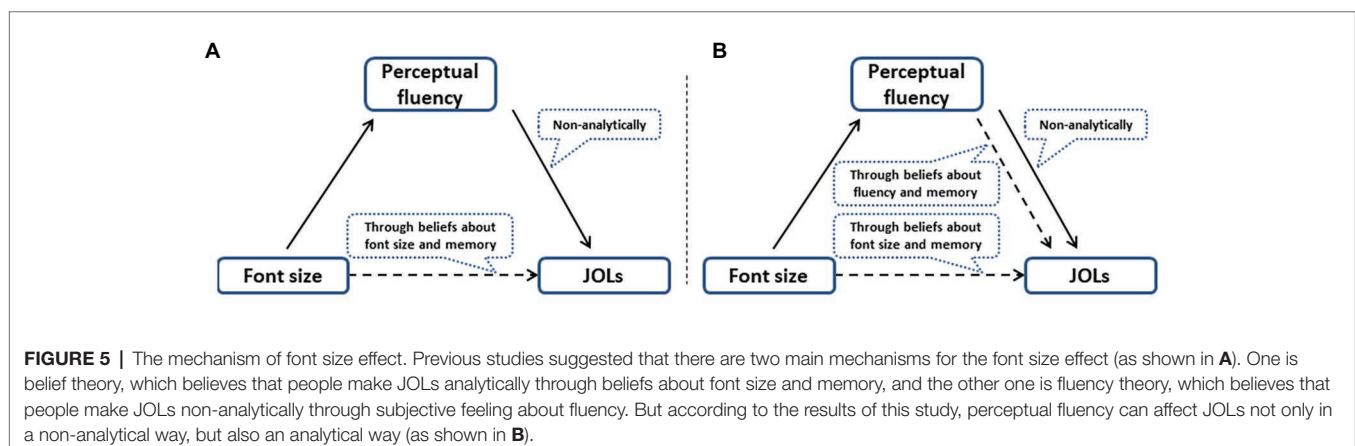 A
B
Perceptual
fluency
Non-analytically
Through beliefs about
font size and memory
Font size
JOLs
Perceptual
fluency
Non-analytically
Through beliefs about
fluency and memory
Through beliefs about
font size and memory
Font size
JOLs
FIGURE 5 | The mechanism of font size effect. Previous studies suggested that there are two main mechanisms for the font size effect (as shown in A). One is
belief theory, which believes that people make JOLs analytically through beliefs about font size and memory, and the other one is fluency theory, which believes that
people make JOLs non-analytically through subjective feeling about fluency. But according to the results of this study, perceptual fluency can affect JOLs not only in
a non-analytical way, but also an analytical way (as shown in B).